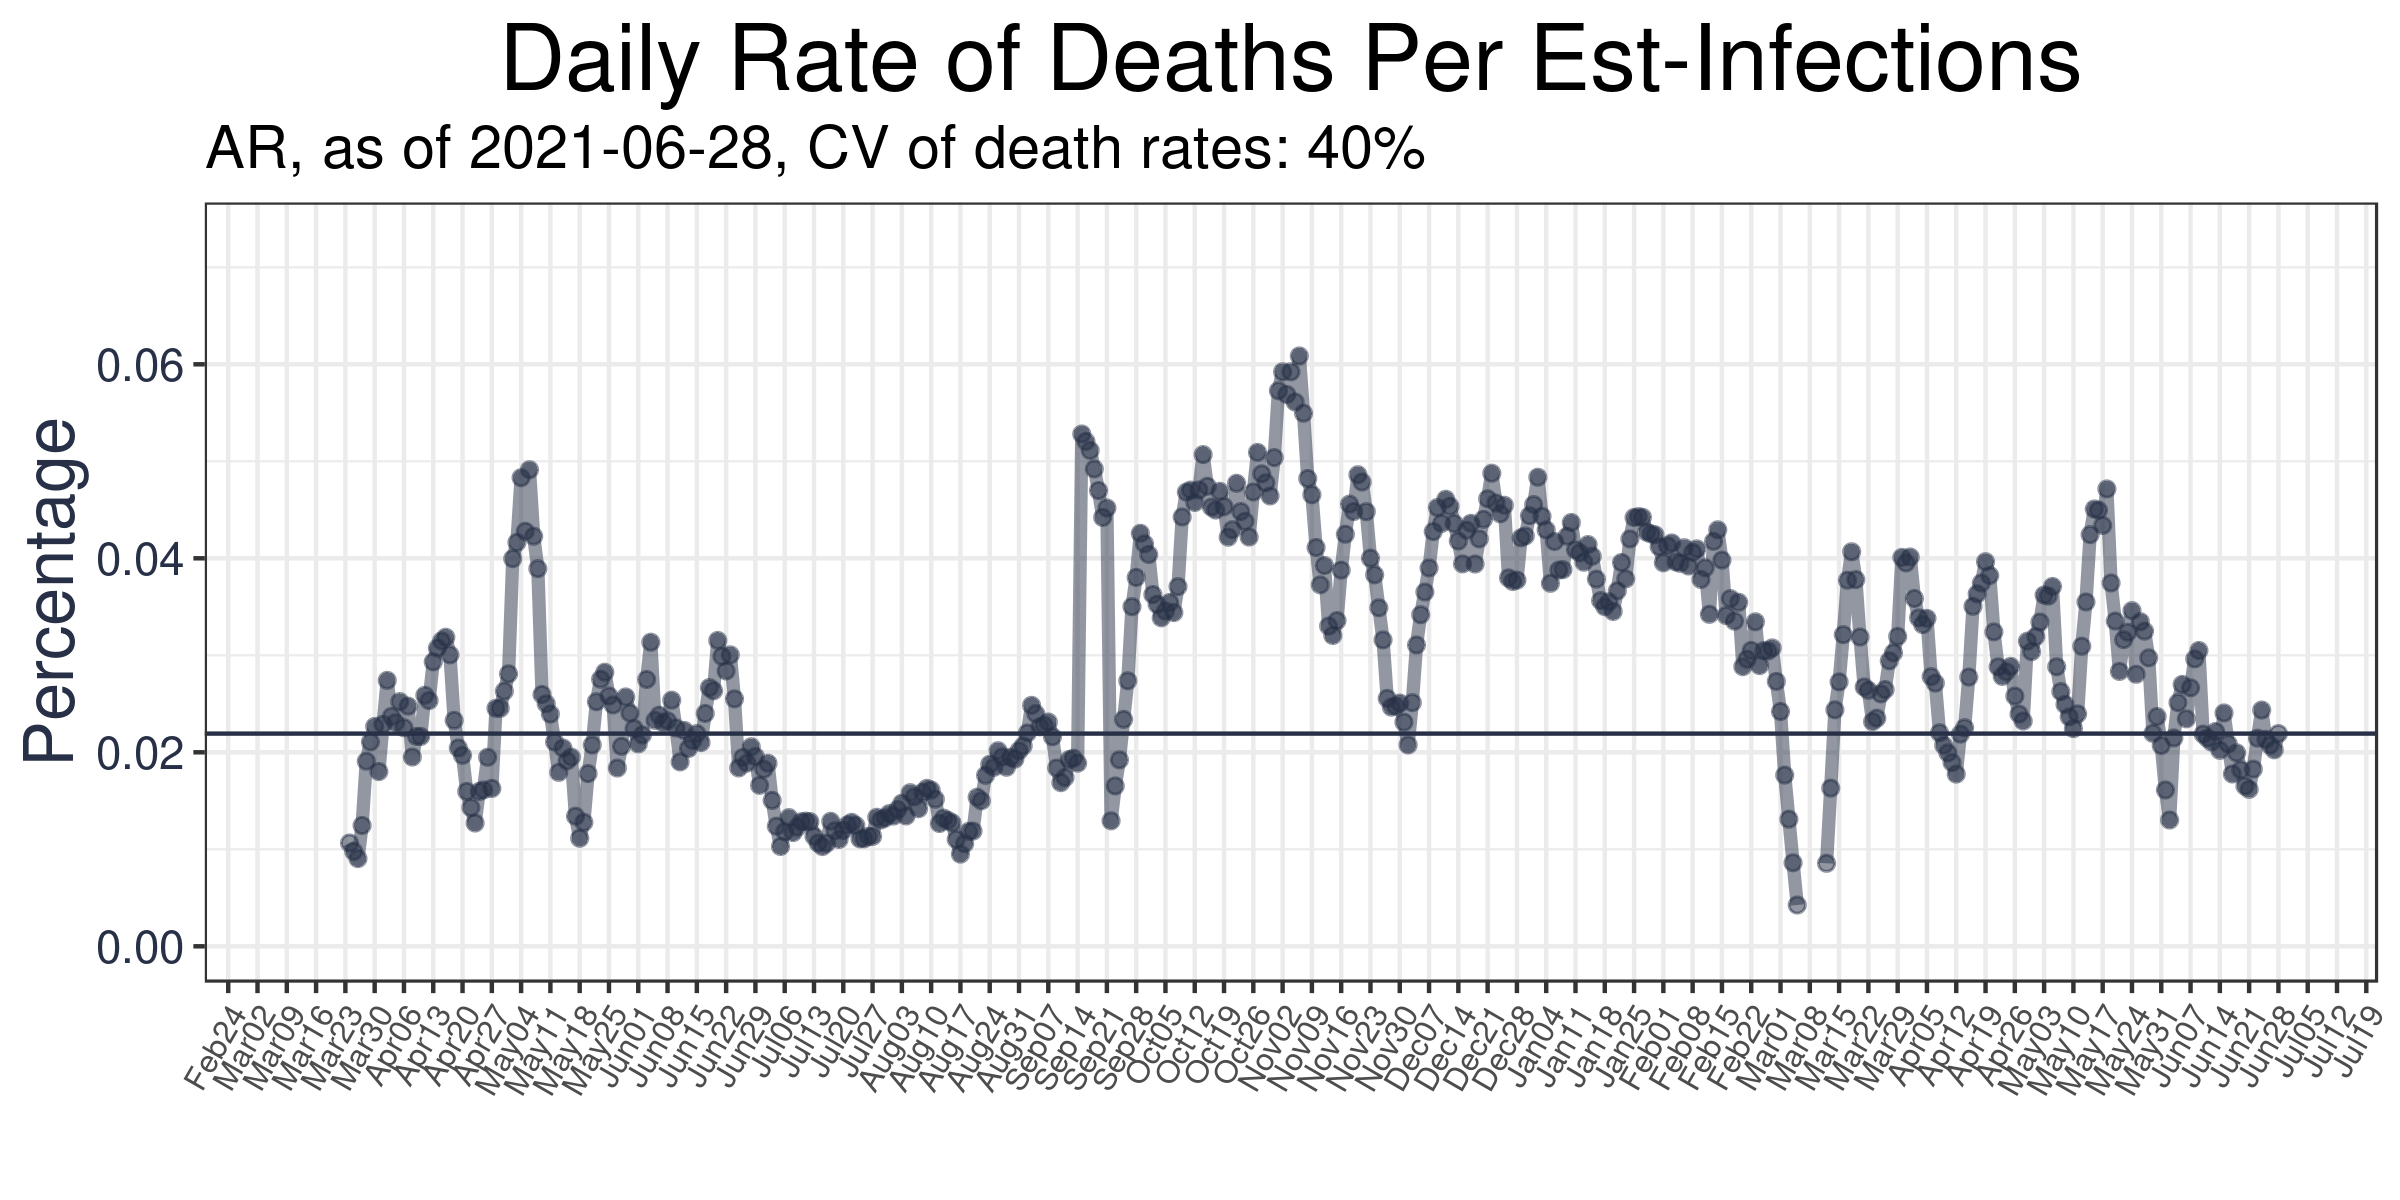 Daily Rate of Deaths Per Est-Infections
AR, as of 2021-06-28, CV of death rates: 40%
Percentage
0.06
0.04
0.02
0.00
Feb24
Mar02
Mar09
Mar16
Mar23
Mar30
Apr06
Apr13
Apr20
Apr27
May04
May11
May18
May25
Jun01
Jun08
Jun15
Jun22
Jun29
Jul06
Jul13
Jul20
Jul27
Aug03
Aug10
Aug17
Aug24
Aug31
Sep07
Sep14
Sep21
Sep28
Oct05
Oct12
Oct19
Oct26
Nov02
Nov09
Nov16
Nov23
Nov30
Dec07
Dec14
Dec21
Dec28
Jan04
Jan11
Jan18
Jan25
Feb01
Feb08
Feb15
Feb22
Mar01
Mar08
Mar15
Mar22
Mar29
Apr05
Apr12
Apr19
Apr26
May03
May10
May17
May24
May31
Jun07
Jun14
Jun21
Jun28
Jul05
Jul12
Jul19